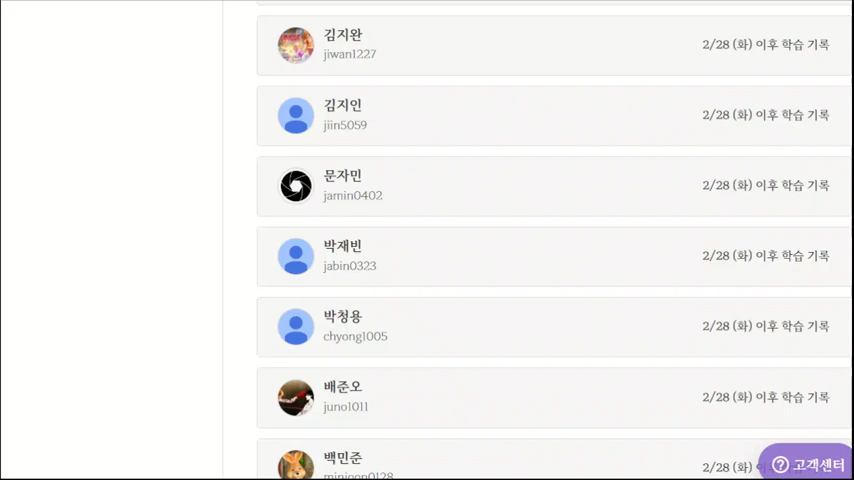 김지완
jiwan1227
2/28 (화) 이후 학습 기록
김지인
jiin5059
2/28 (화) 이후 학습 기록
문자민
jamin0402
2/28 (화) 이후 학습 기록
박재빈
jabin0323
2/28 (화) 이후 학습 기록
박청용
chyong1005
2/28 (화) 이후 학습 기록
배준오
juno1011
2/28 (화) 이후 학습 기록
백민준
minjoon0128
2/28 (화)
고객센터